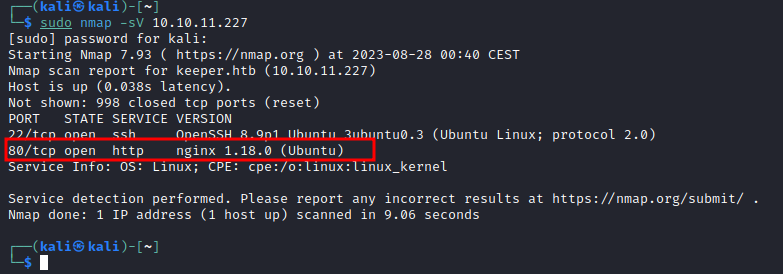 ┌──(kali㉿kali)-[~]
└─$ sudo nmap -sV 10.10.11.227
[sudo] password for kali:
Starting Nmap 7.93 ( https://nmap.org ) at 2023-08-28 00:40 CEST
Nmap scan report for keeper.htb (10.10.11.227)
Host is up (0.038s latency).
Not shown: 998 closed tcp ports (reset)
PORT   STATE SERVICE VERSION
22/tcp open  ssh     OpenSSH 8.9p1 Ubuntu 3ubuntu0.3 (Ubuntu Linux; protocol 2.0)
80/tcp open  http    nginx 1.18.0 (Ubuntu)
Service Info: OS: Linux; CPE: cpe:/o:linux:linux_kernel
Service detection performed. Please report any incorrect results at https://nmap.org/submit/ .
Nmap done: 1 IP address (1 host up) scanned in 9.06 seconds
┌──(kali㉿kali)-[~]
└─$